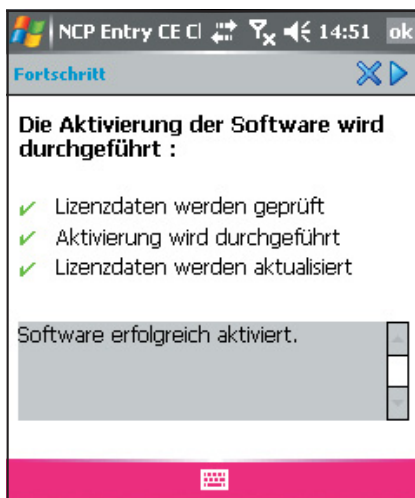 NCP Entry CE Cl 14:51 ok
Fortschritt
Die Aktivierung der Software wird
durchgeführt :
Lizenzdaten werden geprüft
Aktivierung wird durchgeführt
Lizenzdaten werden aktualisiert
Software erfolgreich aktiviert.